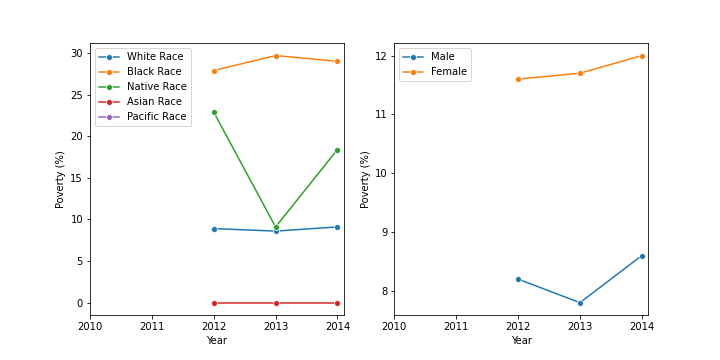 White Race
Black Race
Native Race
Asian Race
Pacific Race
30
25
20
15
10
5
0
Poverty (%)
2010 2011 2012 2013 2014
Year
Male
Female
12
11
10
9
8
Poverty (%)
2010 2011 2012 2013 2014
Year